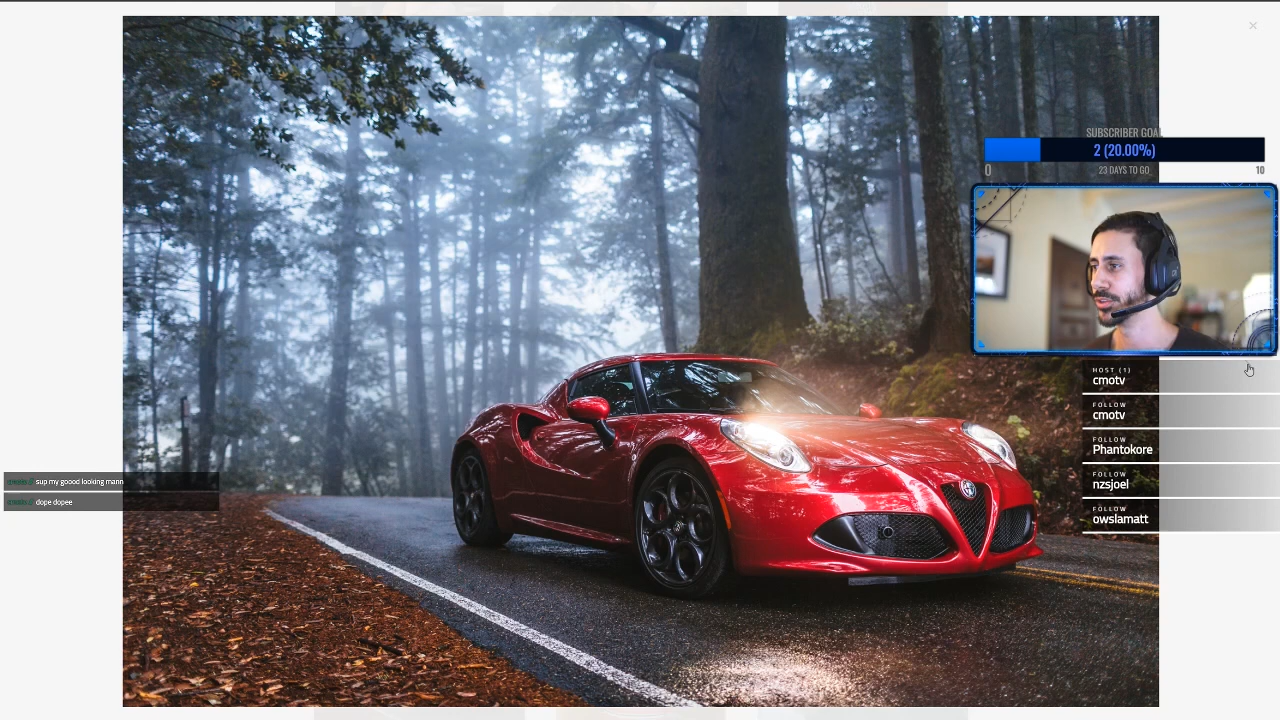 SUBSCRIBER GOAL
2 (20.00%)
0
23 DAYS TO GO
10
HOST (1)
cmotv
FOLLOW
cmotv
FOLLOW
Phantokore
FOLLOW
nzsjoel
FOLLOW
owslamatt
sup my goood looking mann
dope dopee